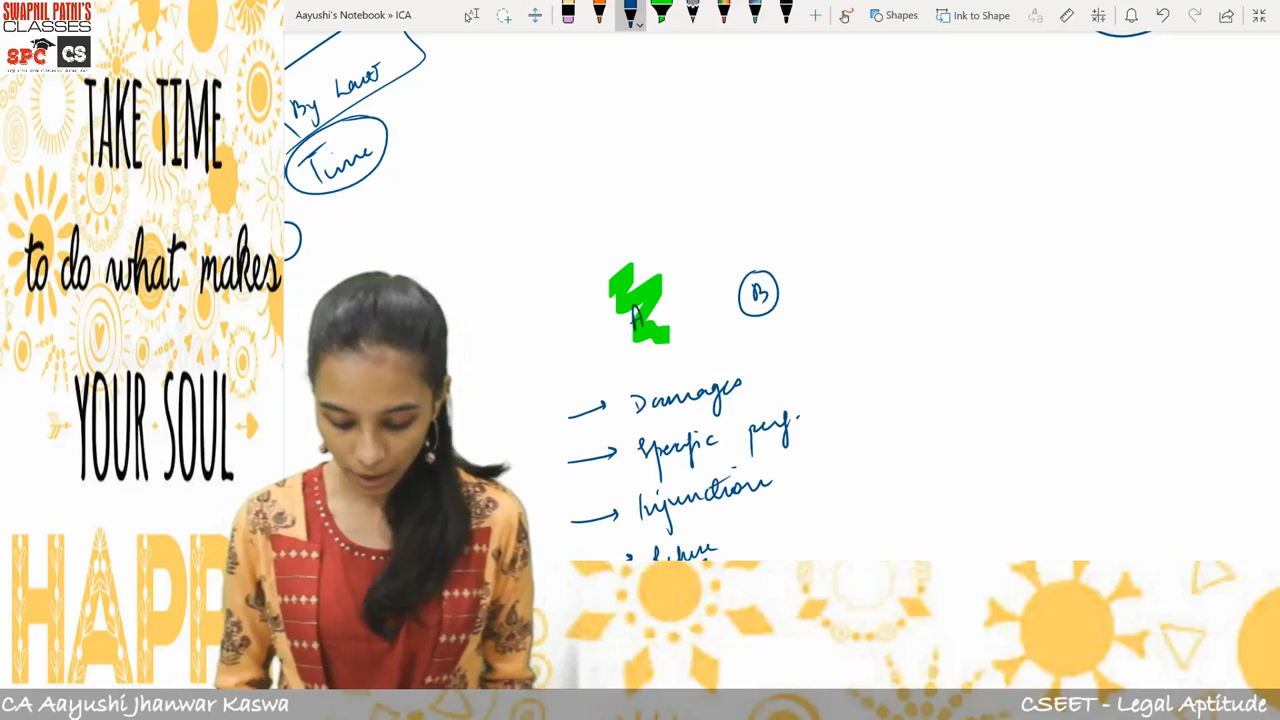 SWAPNIL PATNI'S
CLASSES
SPC CS
TAKE TIME
to do what makes
YOUR SOUL
HAPP
Aayushi's Notebook » ICA
Shapes
Ink to Shape
By Law
Time
A
B
→ Damages
→ Specific perf.
→ Injunction
CA Aayushi Jhanwar Kaswa
CSEET - Legal Aptitude